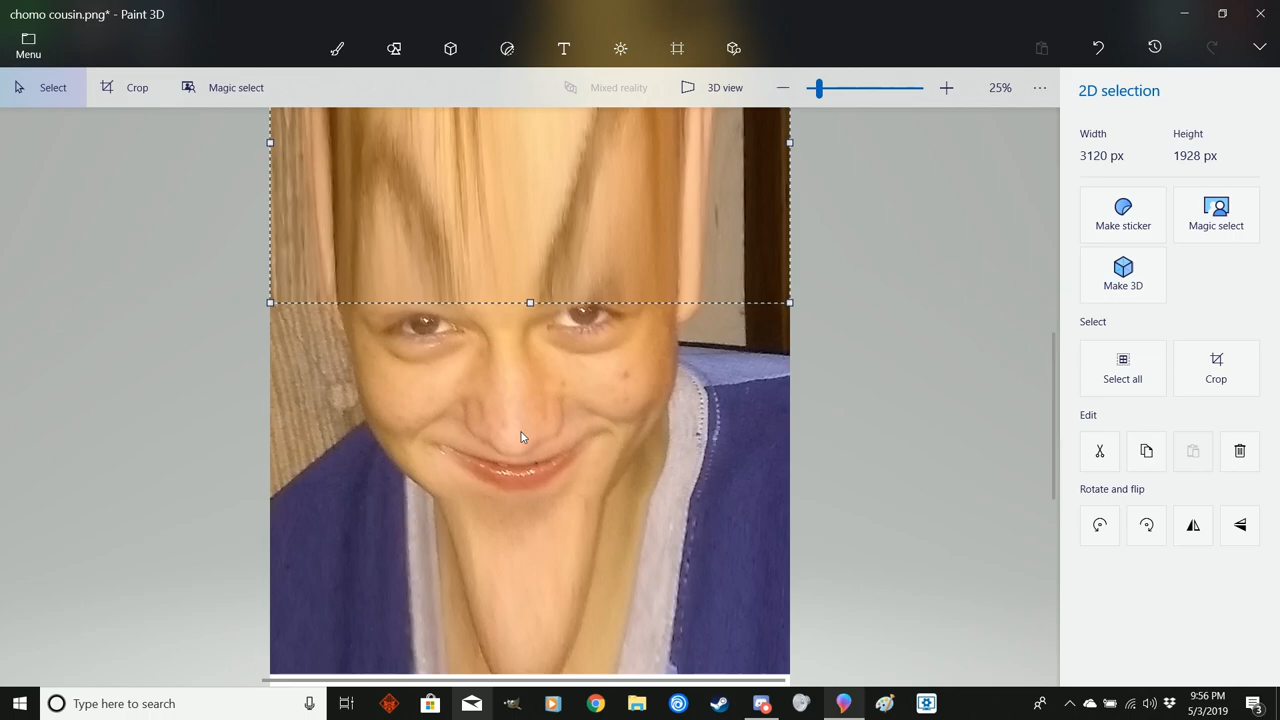 chomo cousin.png* - Paint 3D
Menu
Select
Crop
Magic select
Mixed reality
3D view
25%
2D selection
Width
Height
3120 px
1928 px
Make sticker
Magic select
Make 3D
Select
Select all
Crop
Edit
Rotate and flip
Type here to search
9:56 PM
5/3/2019
3